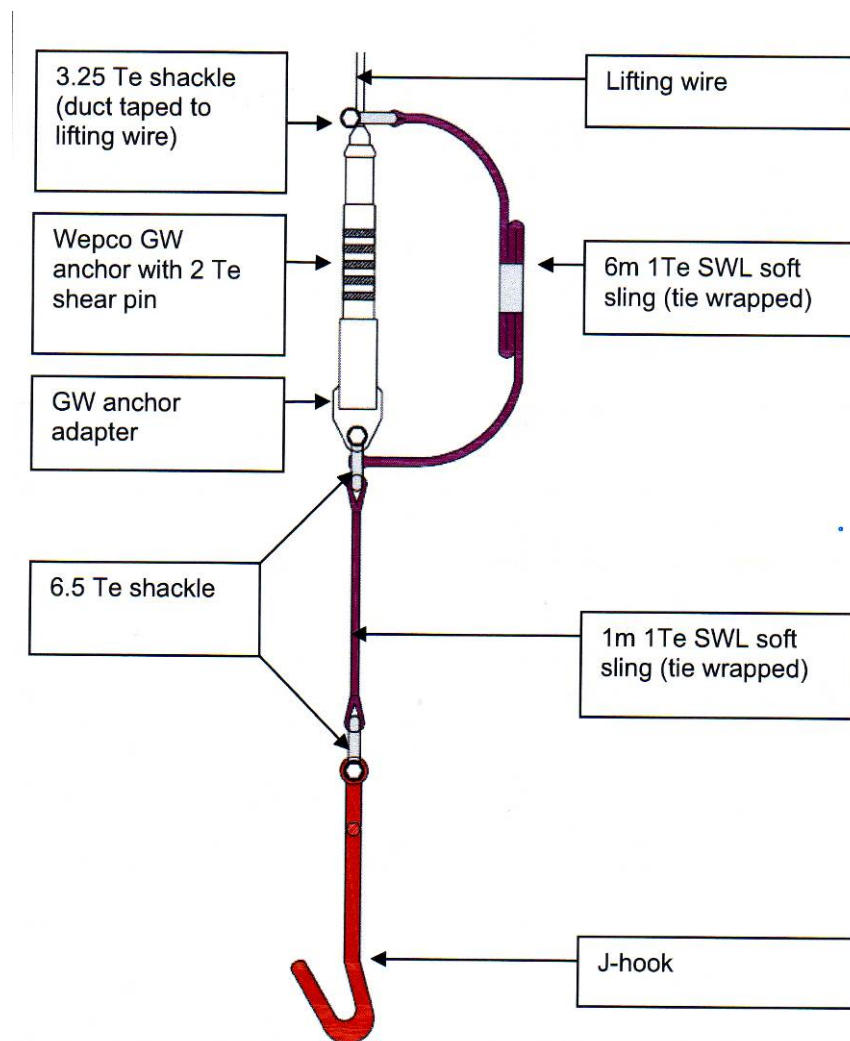 3.25 Te shackle
(duct taped to
lifting wire)
Lifting wire
Wepco GW
anchor with 2 Te
shear pin
6m 1Te SWL soft
sling (tie wrapped)
GW anchor
adapter
6.5 Te shackle
1m 1Te SWL soft
sling (tie wrapped)
J-hook